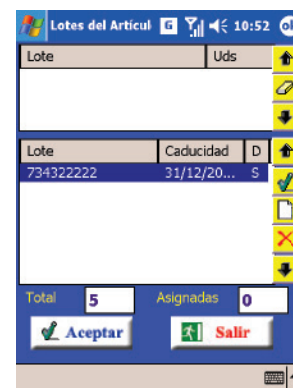 Lotes del Artícul G 10:52 ok
Lote Uds
Lote Caducidad D
734322222 31/12/20... S
Total 5 Asignadas 0
Aceptar Salir